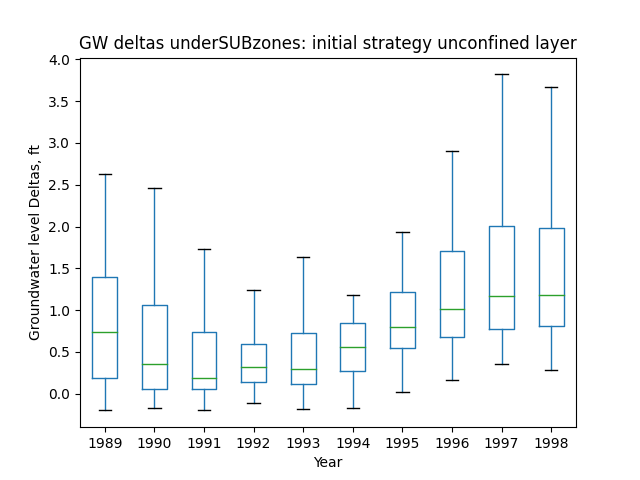 GW deltas underSUBzones: initial strategy unconfined layer
4.0
3.5
3.0
2.5
2.0
1.5
1.0
0.5
0.0
Groundwater level Deltas, ft
1989 1990 1991 1992 1993 1994 1995 1996 1997 1998
Year